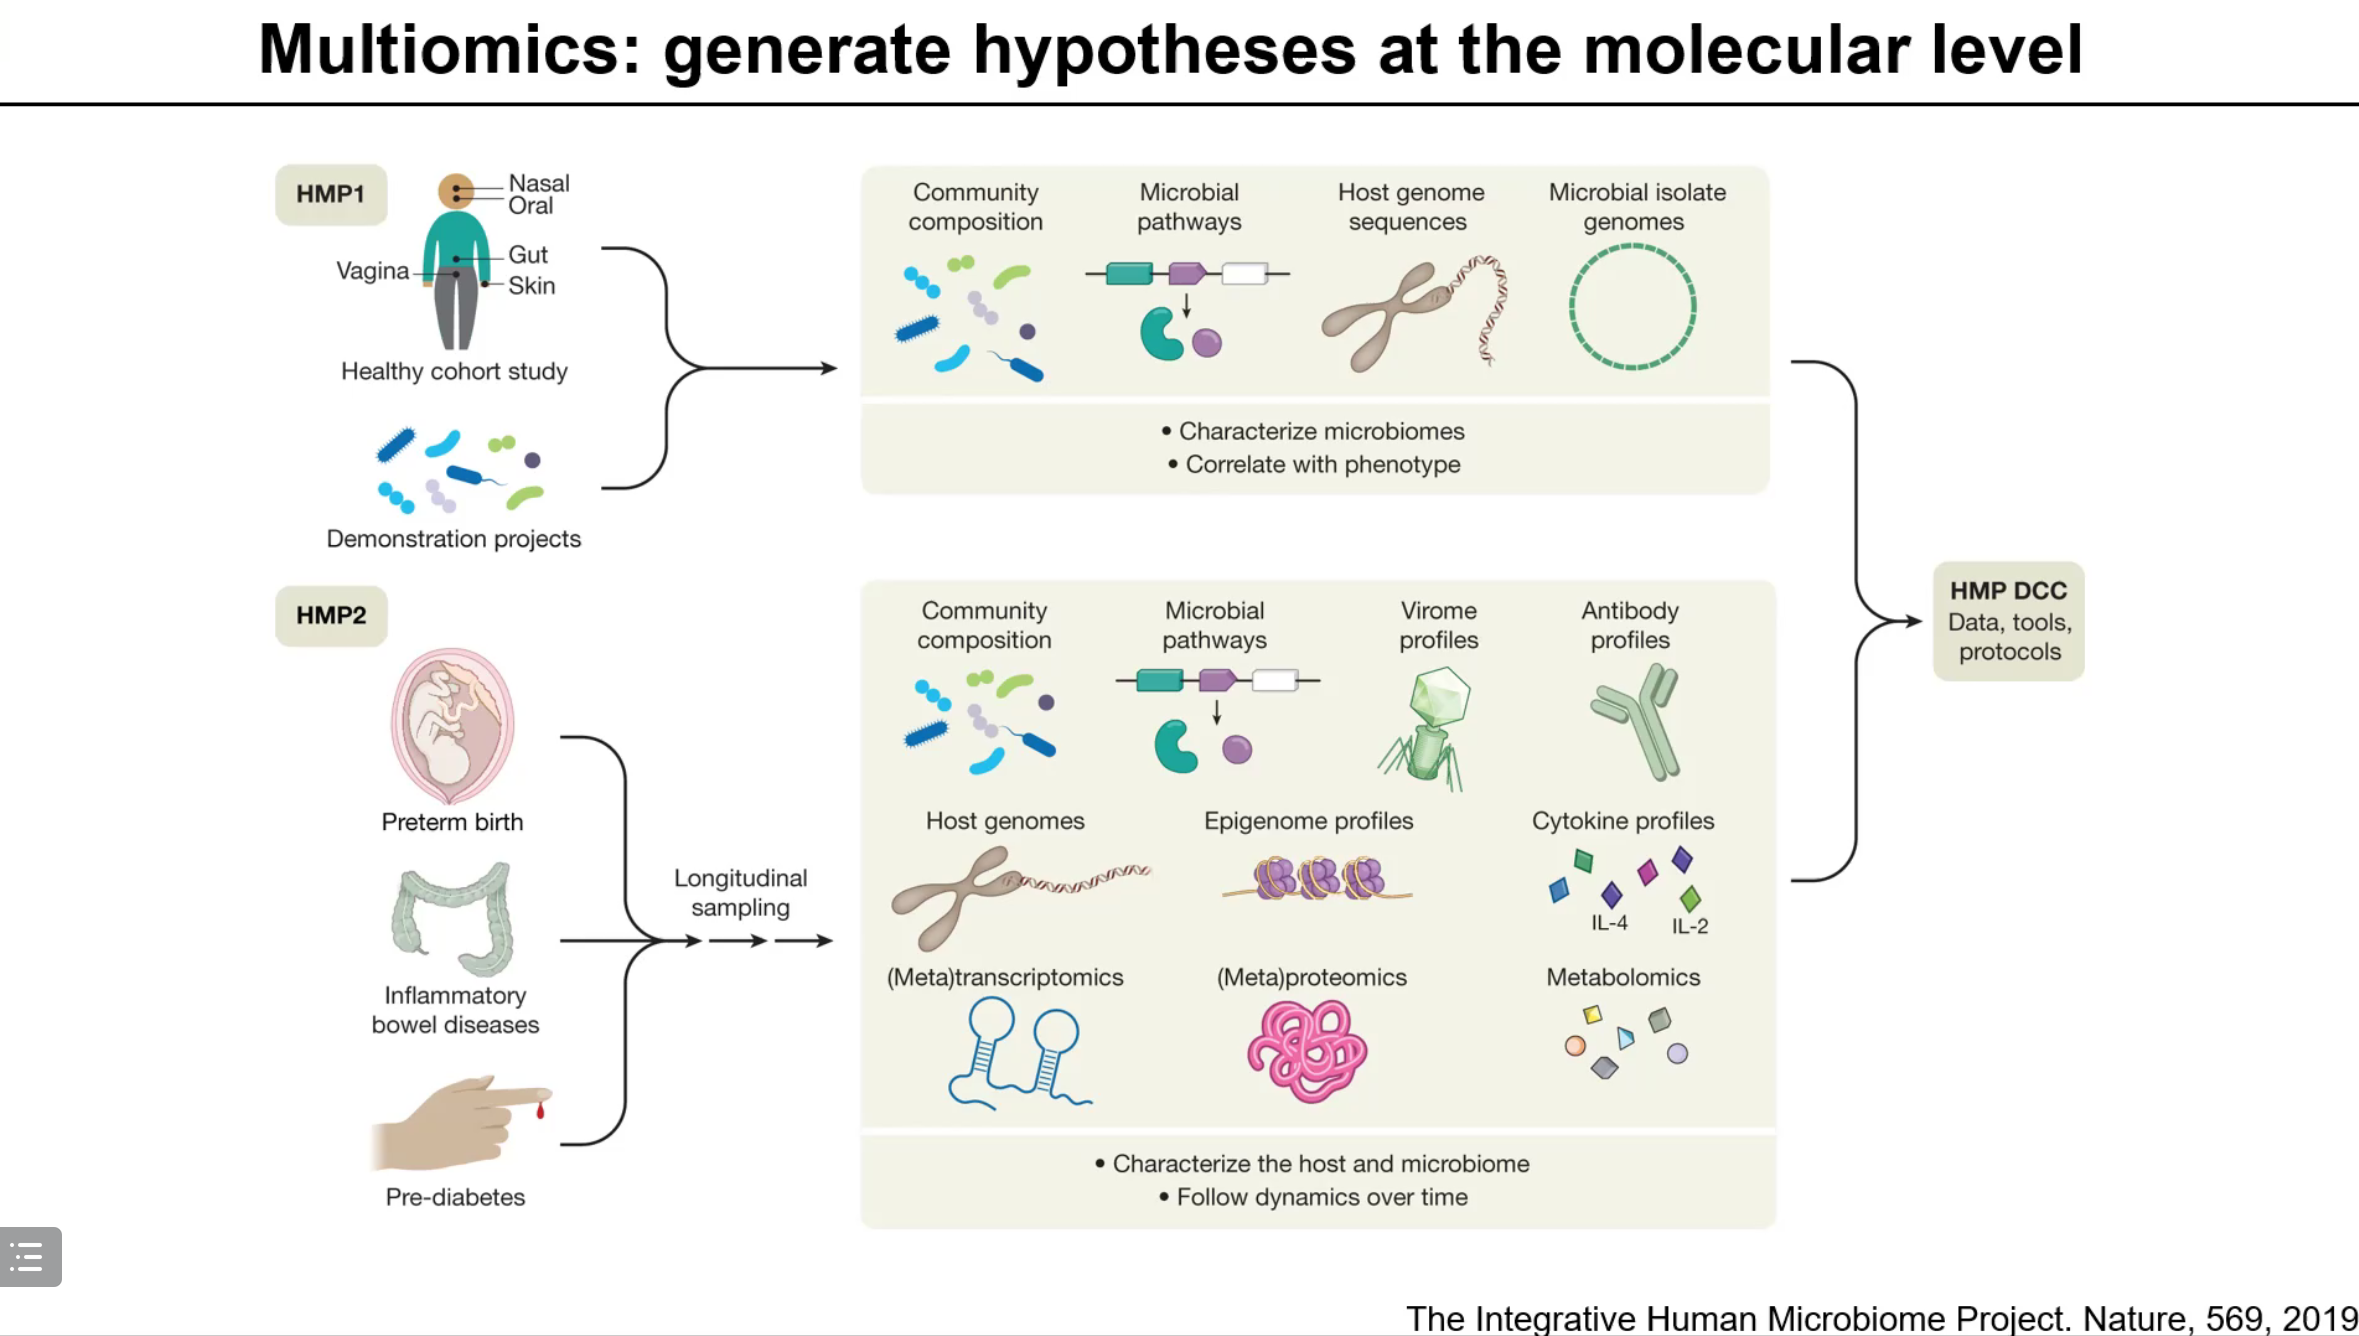 Multiomics: generate hypotheses at the molecular level
HMP1
Nasal
Oral
Gut
Vagina
Skin
Healthy cohort study
Demonstration projects
Community
composition
Microbial
pathways
Host genome
sequences
Microbial isolate
genomes
• Characterize microbiomes
• Correlate with phenotype
HMP2
Preterm birth
Inflammatory
bowel diseases
Pre-diabetes
Longitudinal
sampling
Community
composition
Microbial
pathways
Virome
profiles
Antibody
profiles
Host genomes
Epigenome profiles
Cytokine profiles
IL-4
IL-2
(Meta)transcriptomics
(Meta)proteomics
Metabolomics
• Characterize the host and microbiome
• Follow dynamics over time
HMP DCC
Data, tools,
protocols
The Integrative Human Microbiome Project. Nature, 569, 2019